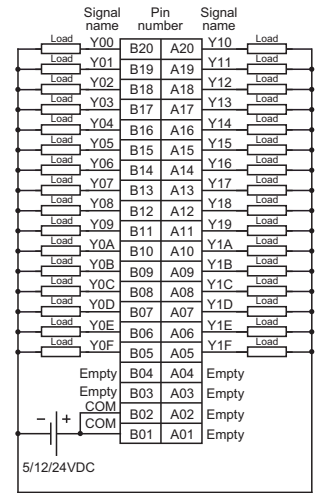 Signal name Pin number Signal name
Load Y00 B20 A20 Y10 Load
Load Y01 B19 A19 Y11 Load
Load Y02 B18 A18 Y12 Load
Load Y03 B17 A17 Y13 Load
Load Y04 B16 A16 Y14 Load
Load Y05 B15 A15 Y15 Load
Load Y06 B14 A14 Y16 Load
Load Y07 B13 A13 Y17 Load
Load Y08 B12 A12 Y18 Load
Load Y09 B11 A11 Y19 Load
Load Y0A B10 A10 Y1A Load
Load Y0B B09 A09 Y1B Load
Load Y0C B08 A08 Y1C Load
Load Y0D B07 A07 Y1D Load
Load Y0E B06 A06 Y1E Load
Load Y0F B05 A05 Y1F Load
Empty B04 A04 Empty
Empty B03 A03 Empty
COM B02 A02 Empty
− + COM B01 A01 Empty
5/12/24VDC